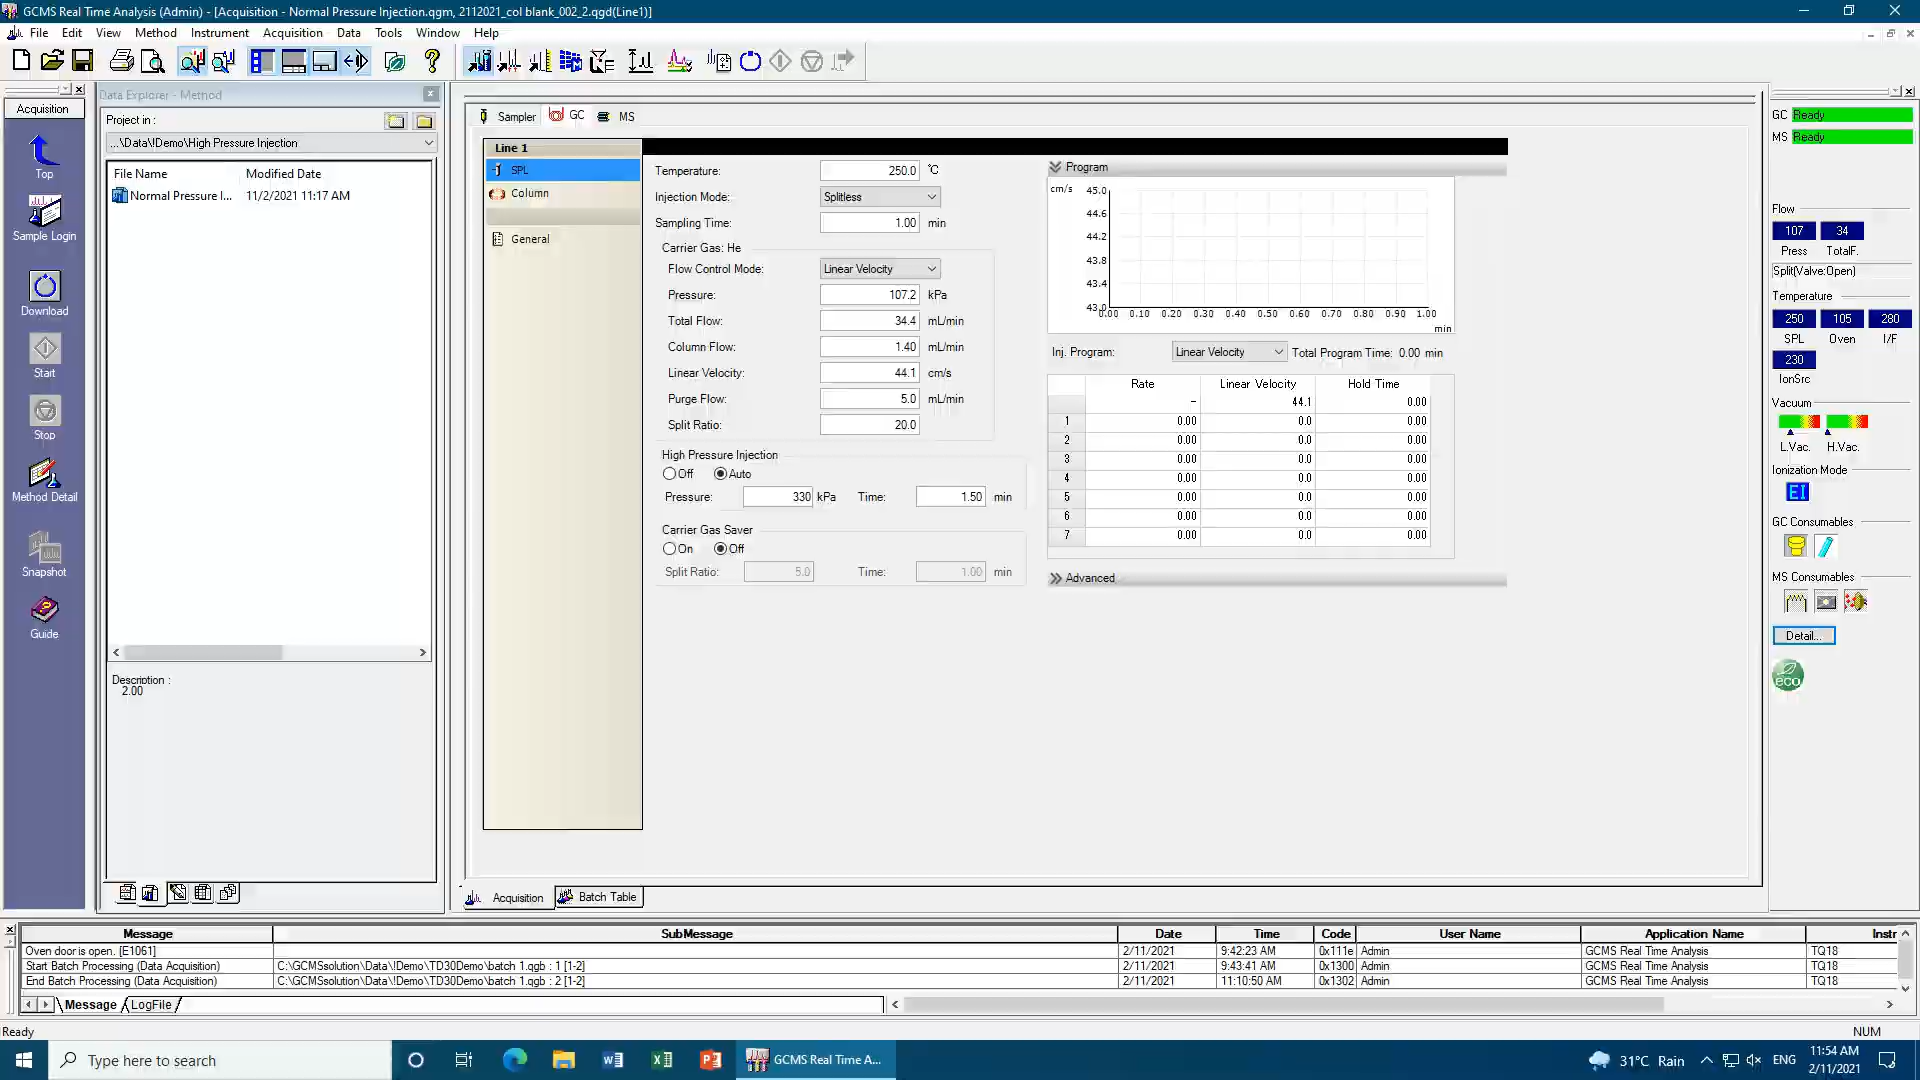 GCMS Real Time Analysis (Admin) - [Acquisition - Normal Pressure Injection.qgm, 2112021_col blank_002_2.qgd(Line1)]
File Edit View Method Instrument Acquisition Data Tools Window Help
Acquisition
Top
Sample Login
Download
Start
Stop
Method Detail
Snapshot
Guide
Data Explorer - Method
Project in :
...\Data\!Demo\High Pressure Injection
File Name Modified Date
Normal Pressure I... 11/2/2021 11:17 AM
Description :
2.00
Sampler GC MS
Line 1
SPL
Column
General
Temperature: 250.0 °C
Injection Mode: Splitless
Sampling Time: 1.00 min
Carrier Gas: He
Flow Control Mode: Linear Velocity
Pressure: 107.2 kPa
Total Flow: 34.4 mL/min
Column Flow: 1.40 mL/min
Linear Velocity: 44.1 cm/s
Purge Flow: 5.0 mL/min
Split Ratio: 20.0
High Pressure Injection
Off Auto
Pressure: 330 kPa Time: 1.50 min
Carrier Gas Saver
On Off
Split Ratio: 5.0 Time: 1.00 min
Program
cm/s 45.0
44.6
44.2
43.8
43.4
43.0
0.00 0.10 0.20 0.30 0.40 0.50 0.60 0.70 0.80 0.90 1.00
min
Inj. Program: Linear Velocity Total Program Time: 0.00 min
Rate Linear Velocity Hold Time
- 44.1 0.00
1 0.00 0.0 0.00
2 0.00 0.0 0.00
3 0.00 0.0 0.00
4 0.00 0.0 0.00
5 0.00 0.0 0.00
6 0.00 0.0 0.00
7 0.00 0.0 0.00
Advanced
Acquisition Batch Table
GC Ready
MS Ready
Flow
107 34
Press TotalF.
Split(Valve:Open)
Temperature
250 105 280
SPL Oven I/F
230
IonSrc
Vacuum
L.Vac. H.Vac.
Ionization Mode
EI
GC Consumables
MS Consumables
Detail...
eco
Message SubMessage Date Time Code User Name Application Name Instr
Oven door is open. [E1061] 2/11/2021 9:42:23 AM 0x111e Admin GCMS Real Time Analysis TQ18
Start Batch Processing (Data Acquisition) C:\GCMSsolution\Data\!Demo\TD30Demo\batch 1.qgb : 1 [1-2] 2/11/2021 9:43:41 AM 0x1300 Admin GCMS Real Time Analysis TQ18
End Batch Processing (Data Acquisition) C:\GCMSsolution\Data\!Demo\TD30Demo\batch 1.qgb : 2 [1-2] 2/11/2021 11:10:50 AM 0x1302 Admin GCMS Real Time Analysis TQ18
Message LogFile
Ready NUM
Type here to search
GCMS Real Time A...
31°C Rain
ENG
11:54 AM
2/11/2021